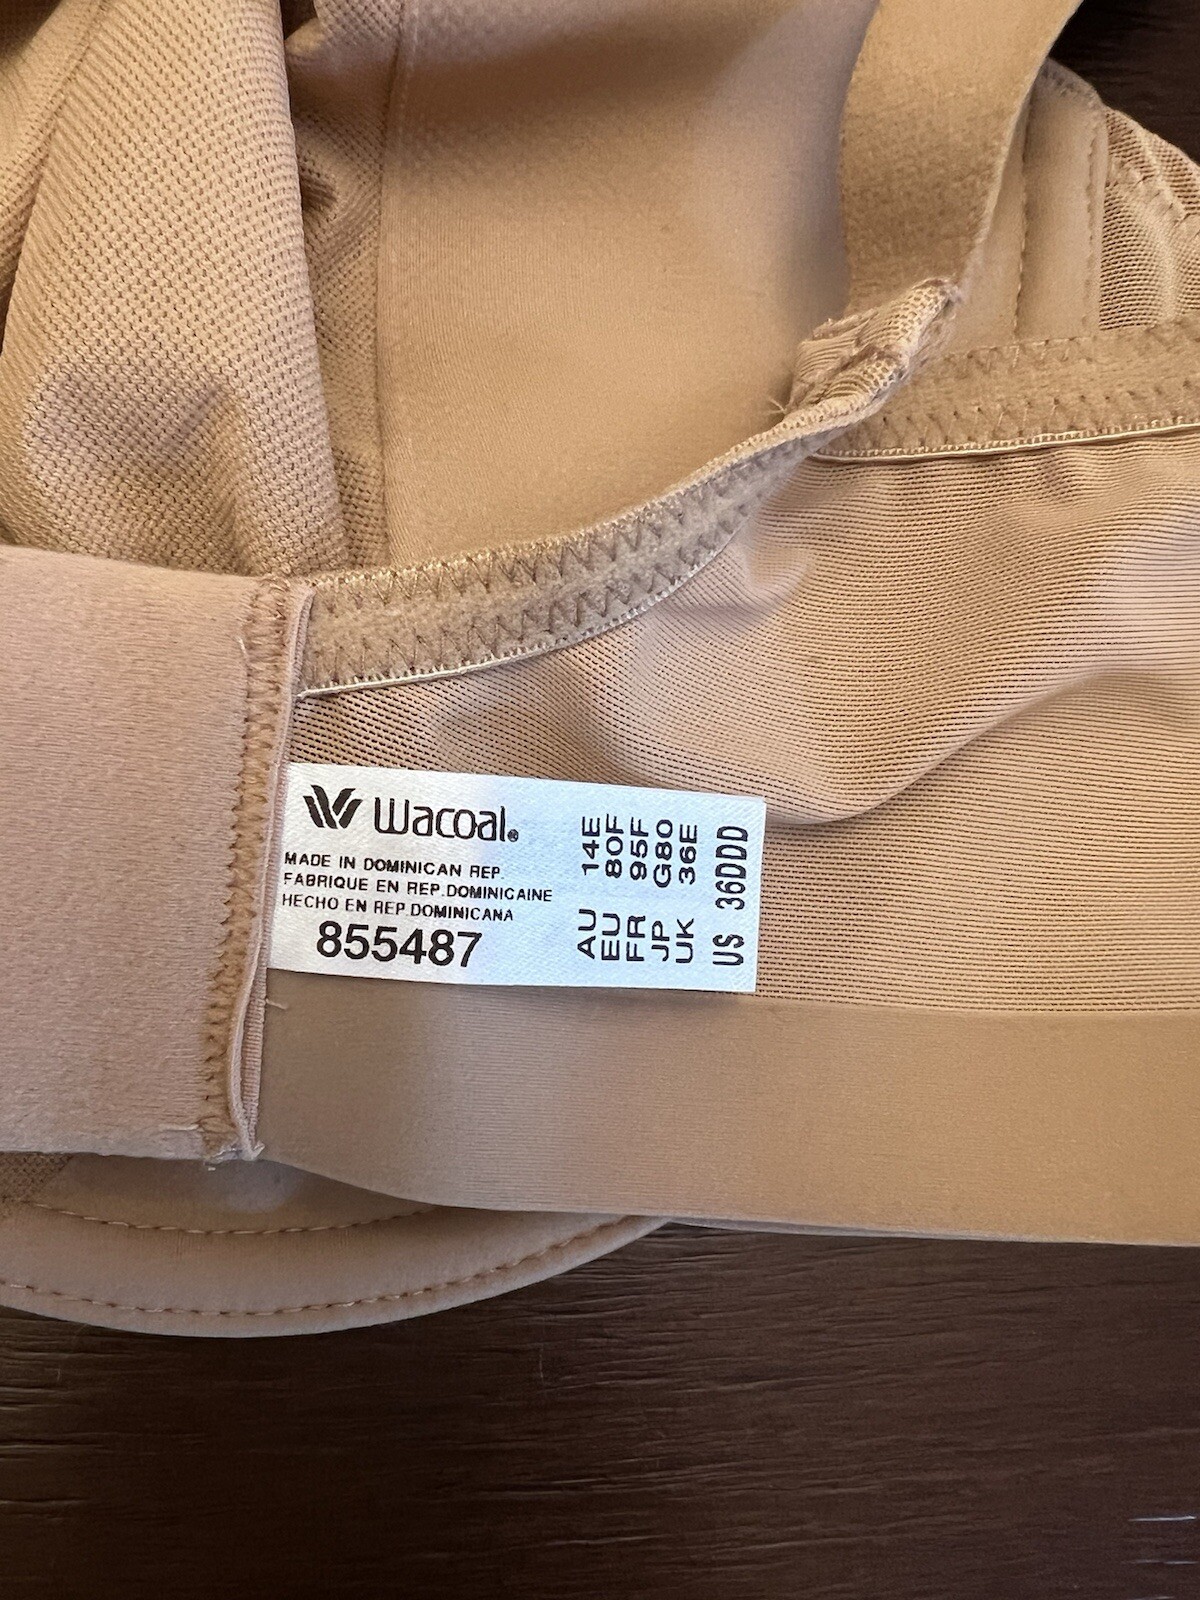 Wacoal®
MADE IN DOMINICAN REP.
FABRIQUE EN REP.DOMINICAINE
HECHO EN REP.DOMINICANA
855487
AU 14E
EU 80F
FR 95F
JP G80
UK 36E
US 36DDD